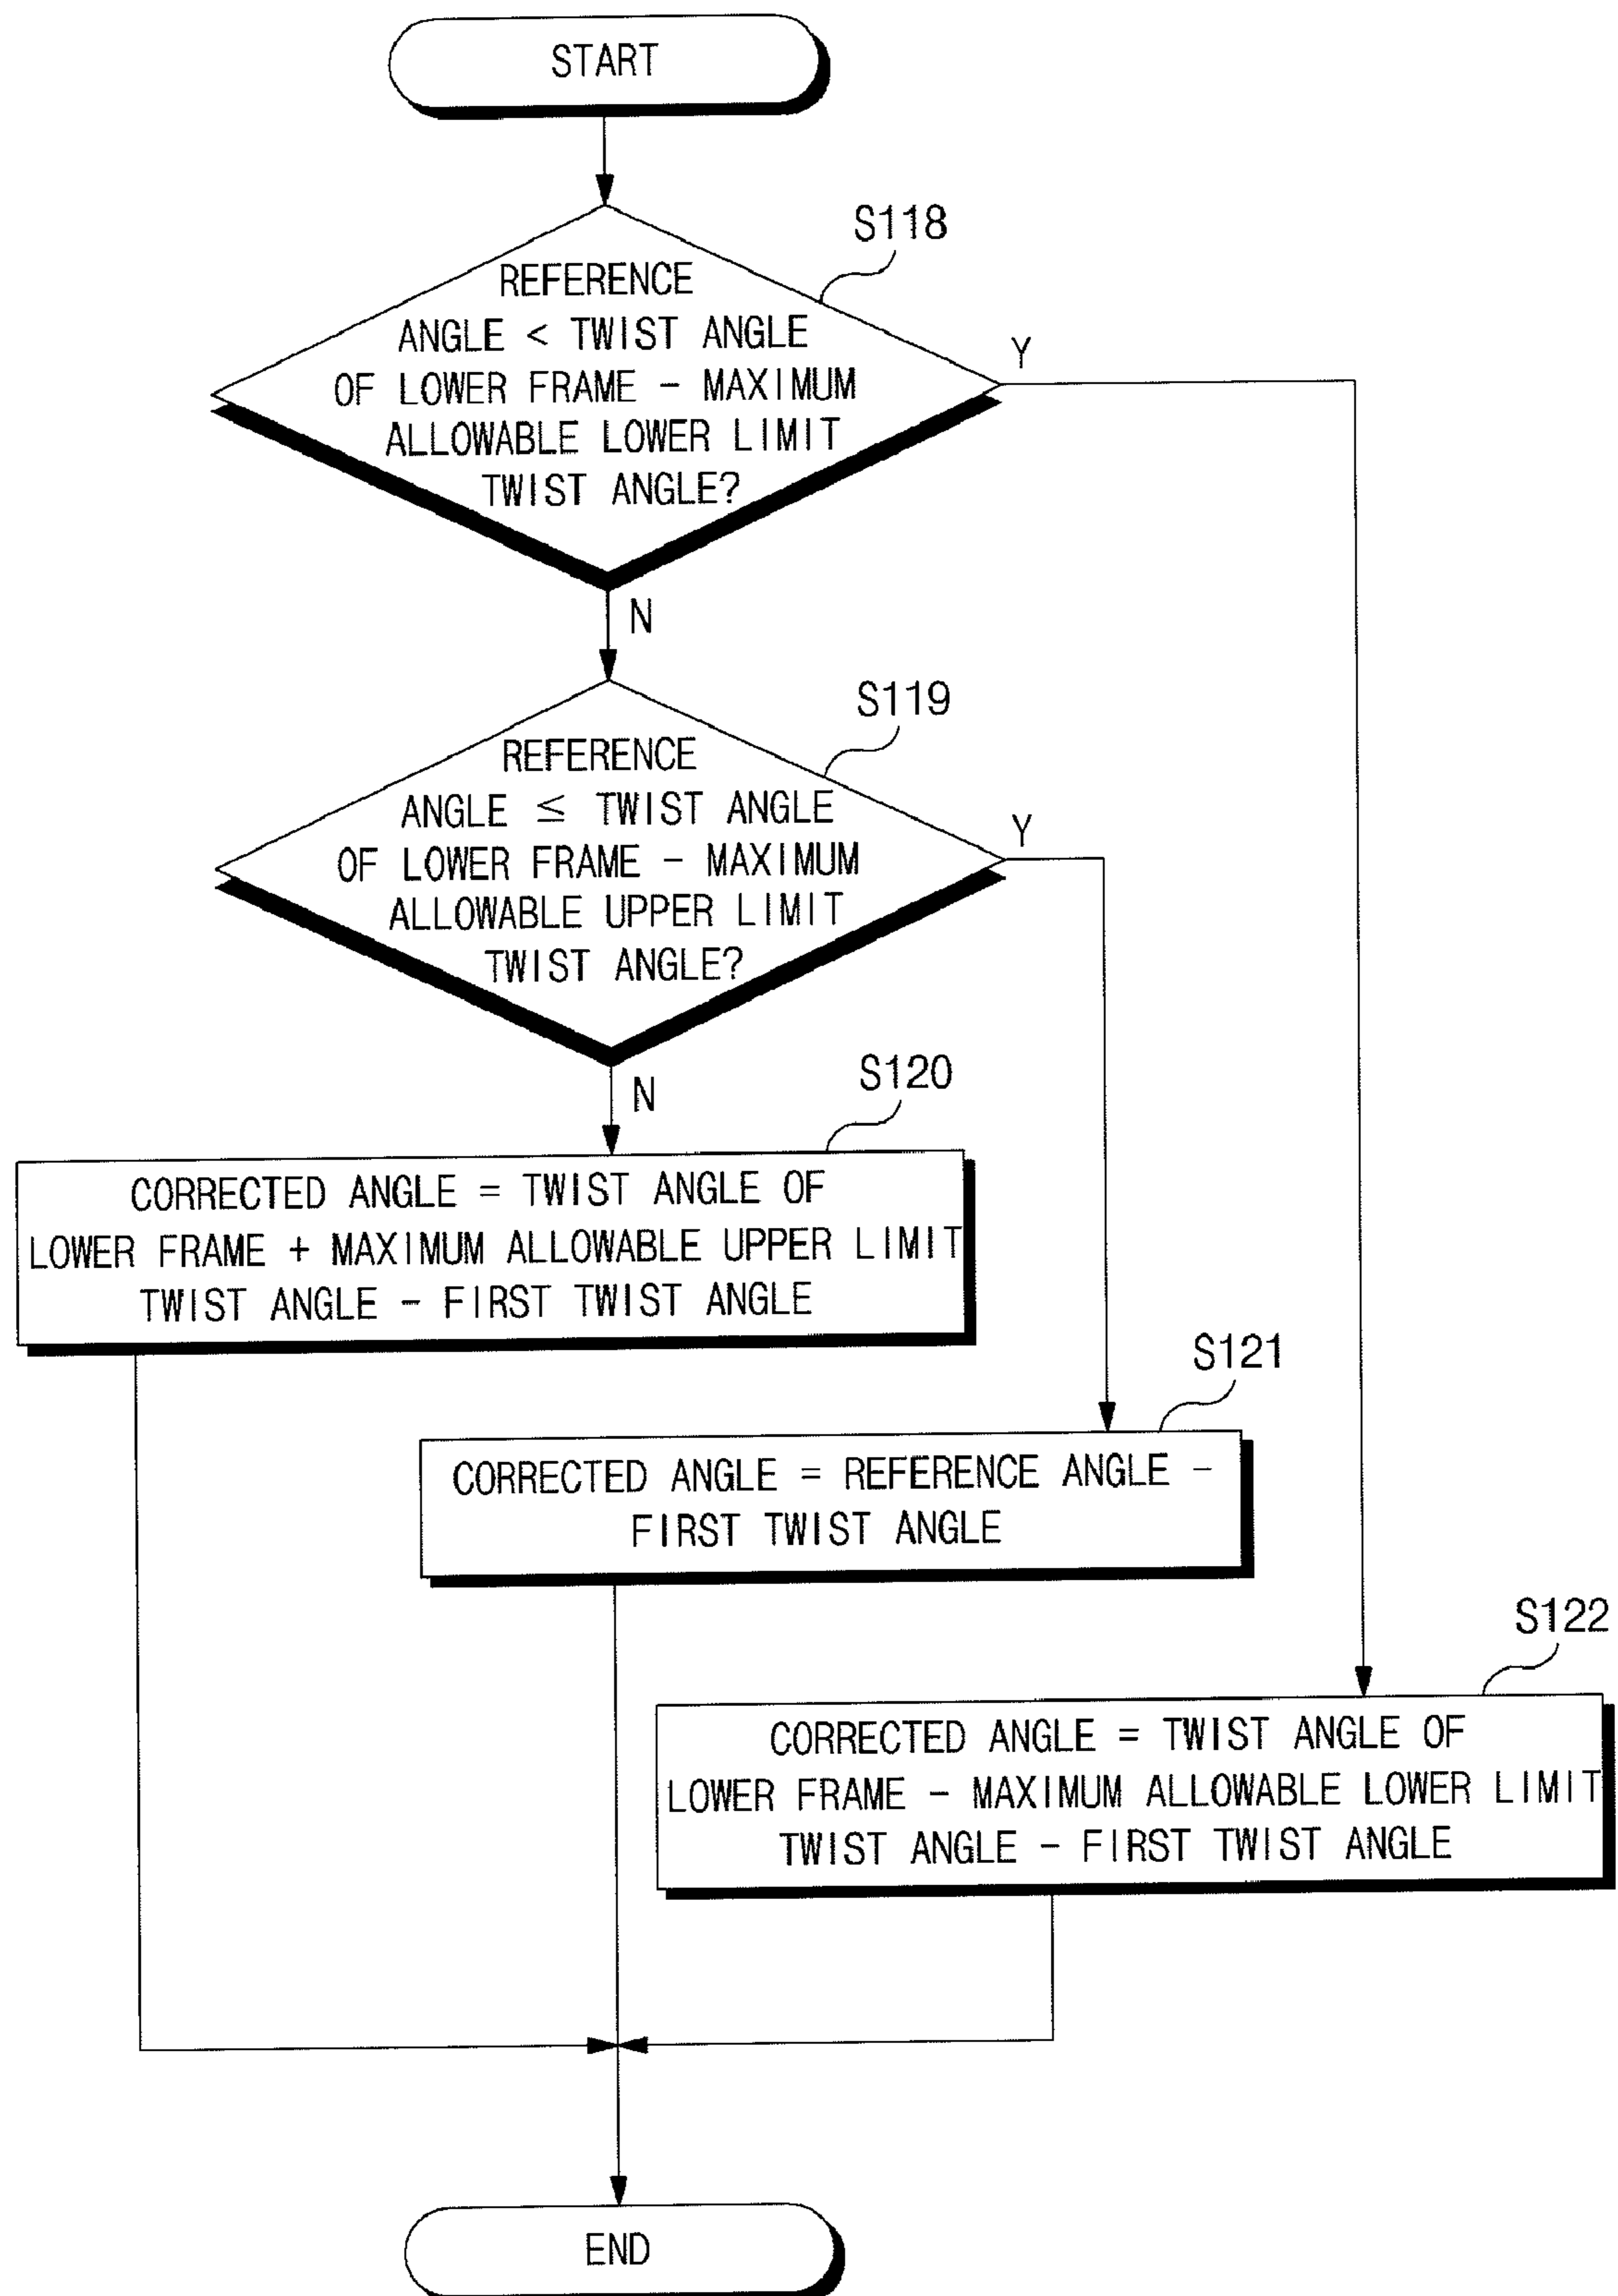 START
S118
REFERENCE
ANGLE < TWIST ANGLE
OF LOWER FRAME - MAXIMUM
ALLOWABLE LOWER LIMIT
TWIST ANGLE?
Y
N
S119
REFERENCE
ANGLE ≤ TWIST ANGLE
OF LOWER FRAME - MAXIMUM
ALLOWABLE UPPER LIMIT
TWIST ANGLE?
Y
N
S120
CORRECTED ANGLE = TWIST ANGLE OF
LOWER FRAME + MAXIMUM ALLOWABLE UPPER LIMIT
TWIST ANGLE - FIRST TWIST ANGLE
S121
CORRECTED ANGLE = REFERENCE ANGLE -
FIRST TWIST ANGLE
S122
CORRECTED ANGLE = TWIST ANGLE OF
LOWER FRAME - MAXIMUM ALLOWABLE LOWER LIMIT
TWIST ANGLE - FIRST TWIST ANGLE
END